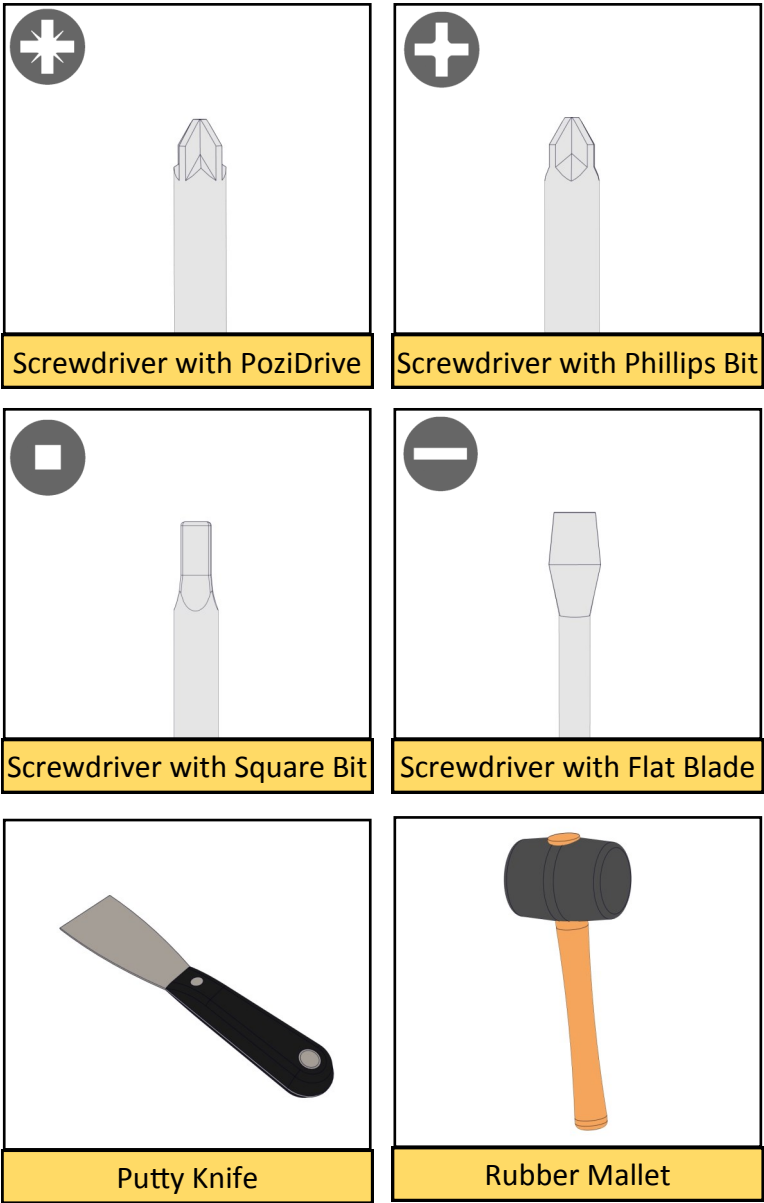 Screwdriver with PoziDrive
Screwdriver with Phillips Bit
Screwdriver with Square Bit
Screwdriver with Flat Blade
Putty Knife
Rubber Mallet